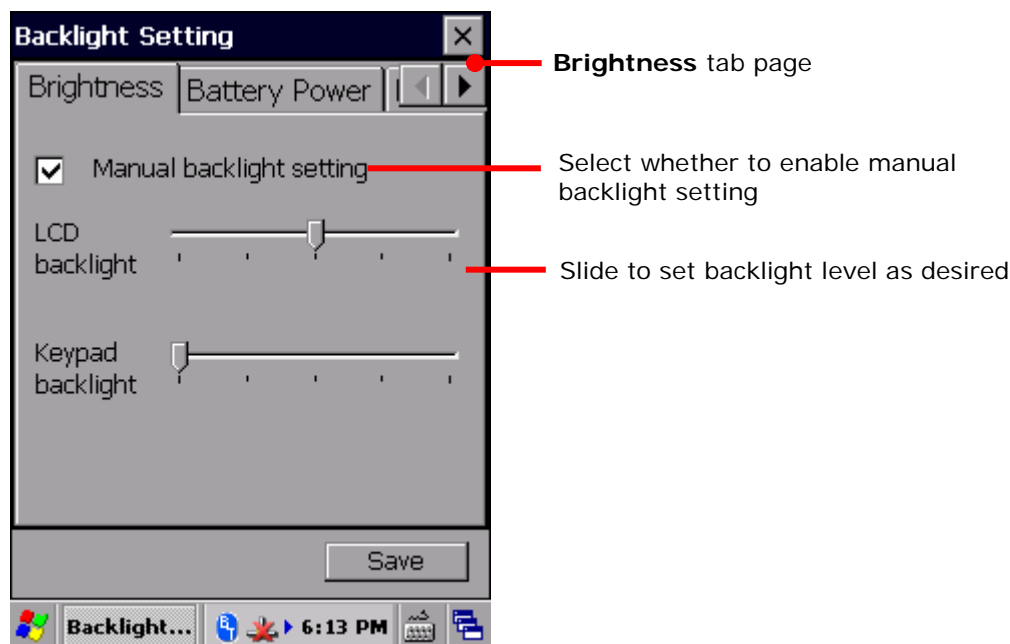 Backlight Setting
Brightness tab page
Brightness
Battery Power
Manual backlight setting
Select whether to enable manual
backlight setting
LCD
backlight
Slide to set backlight level as desired
Keypad
backlight
Save
Backlight...
6:13 PM